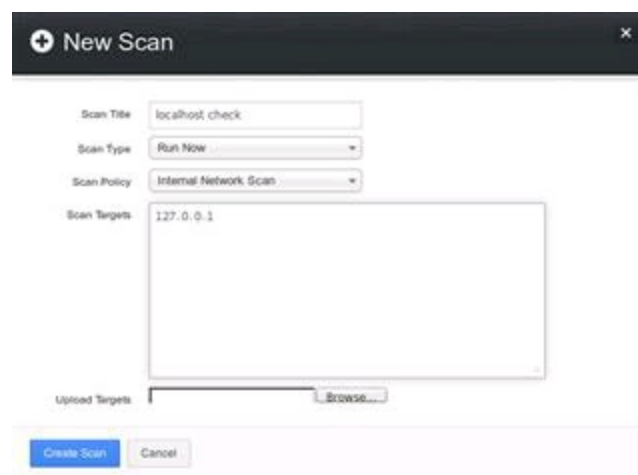 New Scan
Scan Title localhost check
Scan Type Run Now
Scan Policy Internal Network Scan
Scan Targets 127.0.0.1
Upload Targets Browse...
Create Scan Cancel